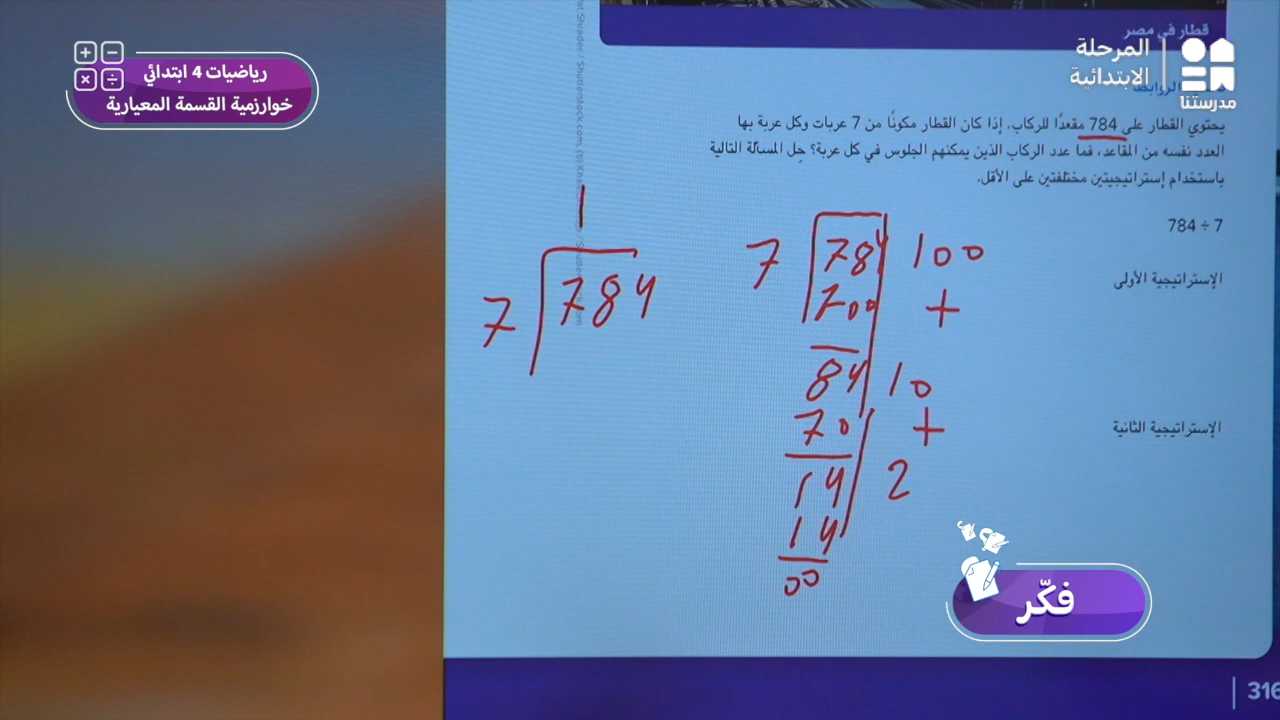 رياضيات 4 ابتدائي
خوارزمية القسمة المعيارية
المرحلة
الابتدائية
مدرستنا
قطار في مصر
يحتوي القطار على 784 مقعدًا للركاب. إذا كان القطار مكونًا من 7 عربات وكل عربة بها
العدد نفسه من المقاعد، فما عدد الركاب الذين يمكنهم الجلوس في كل عربة؟ حل المسألة التالية
باستخدام إستراتيجيتين مختلفتين على الأقل.
784 ÷ 7
الإستراتيجية الأولى
الإستراتيجية الثانية
7 784 100
700 +
84 10
70 +
14 2
14
00
1
7 784
فكّر
316